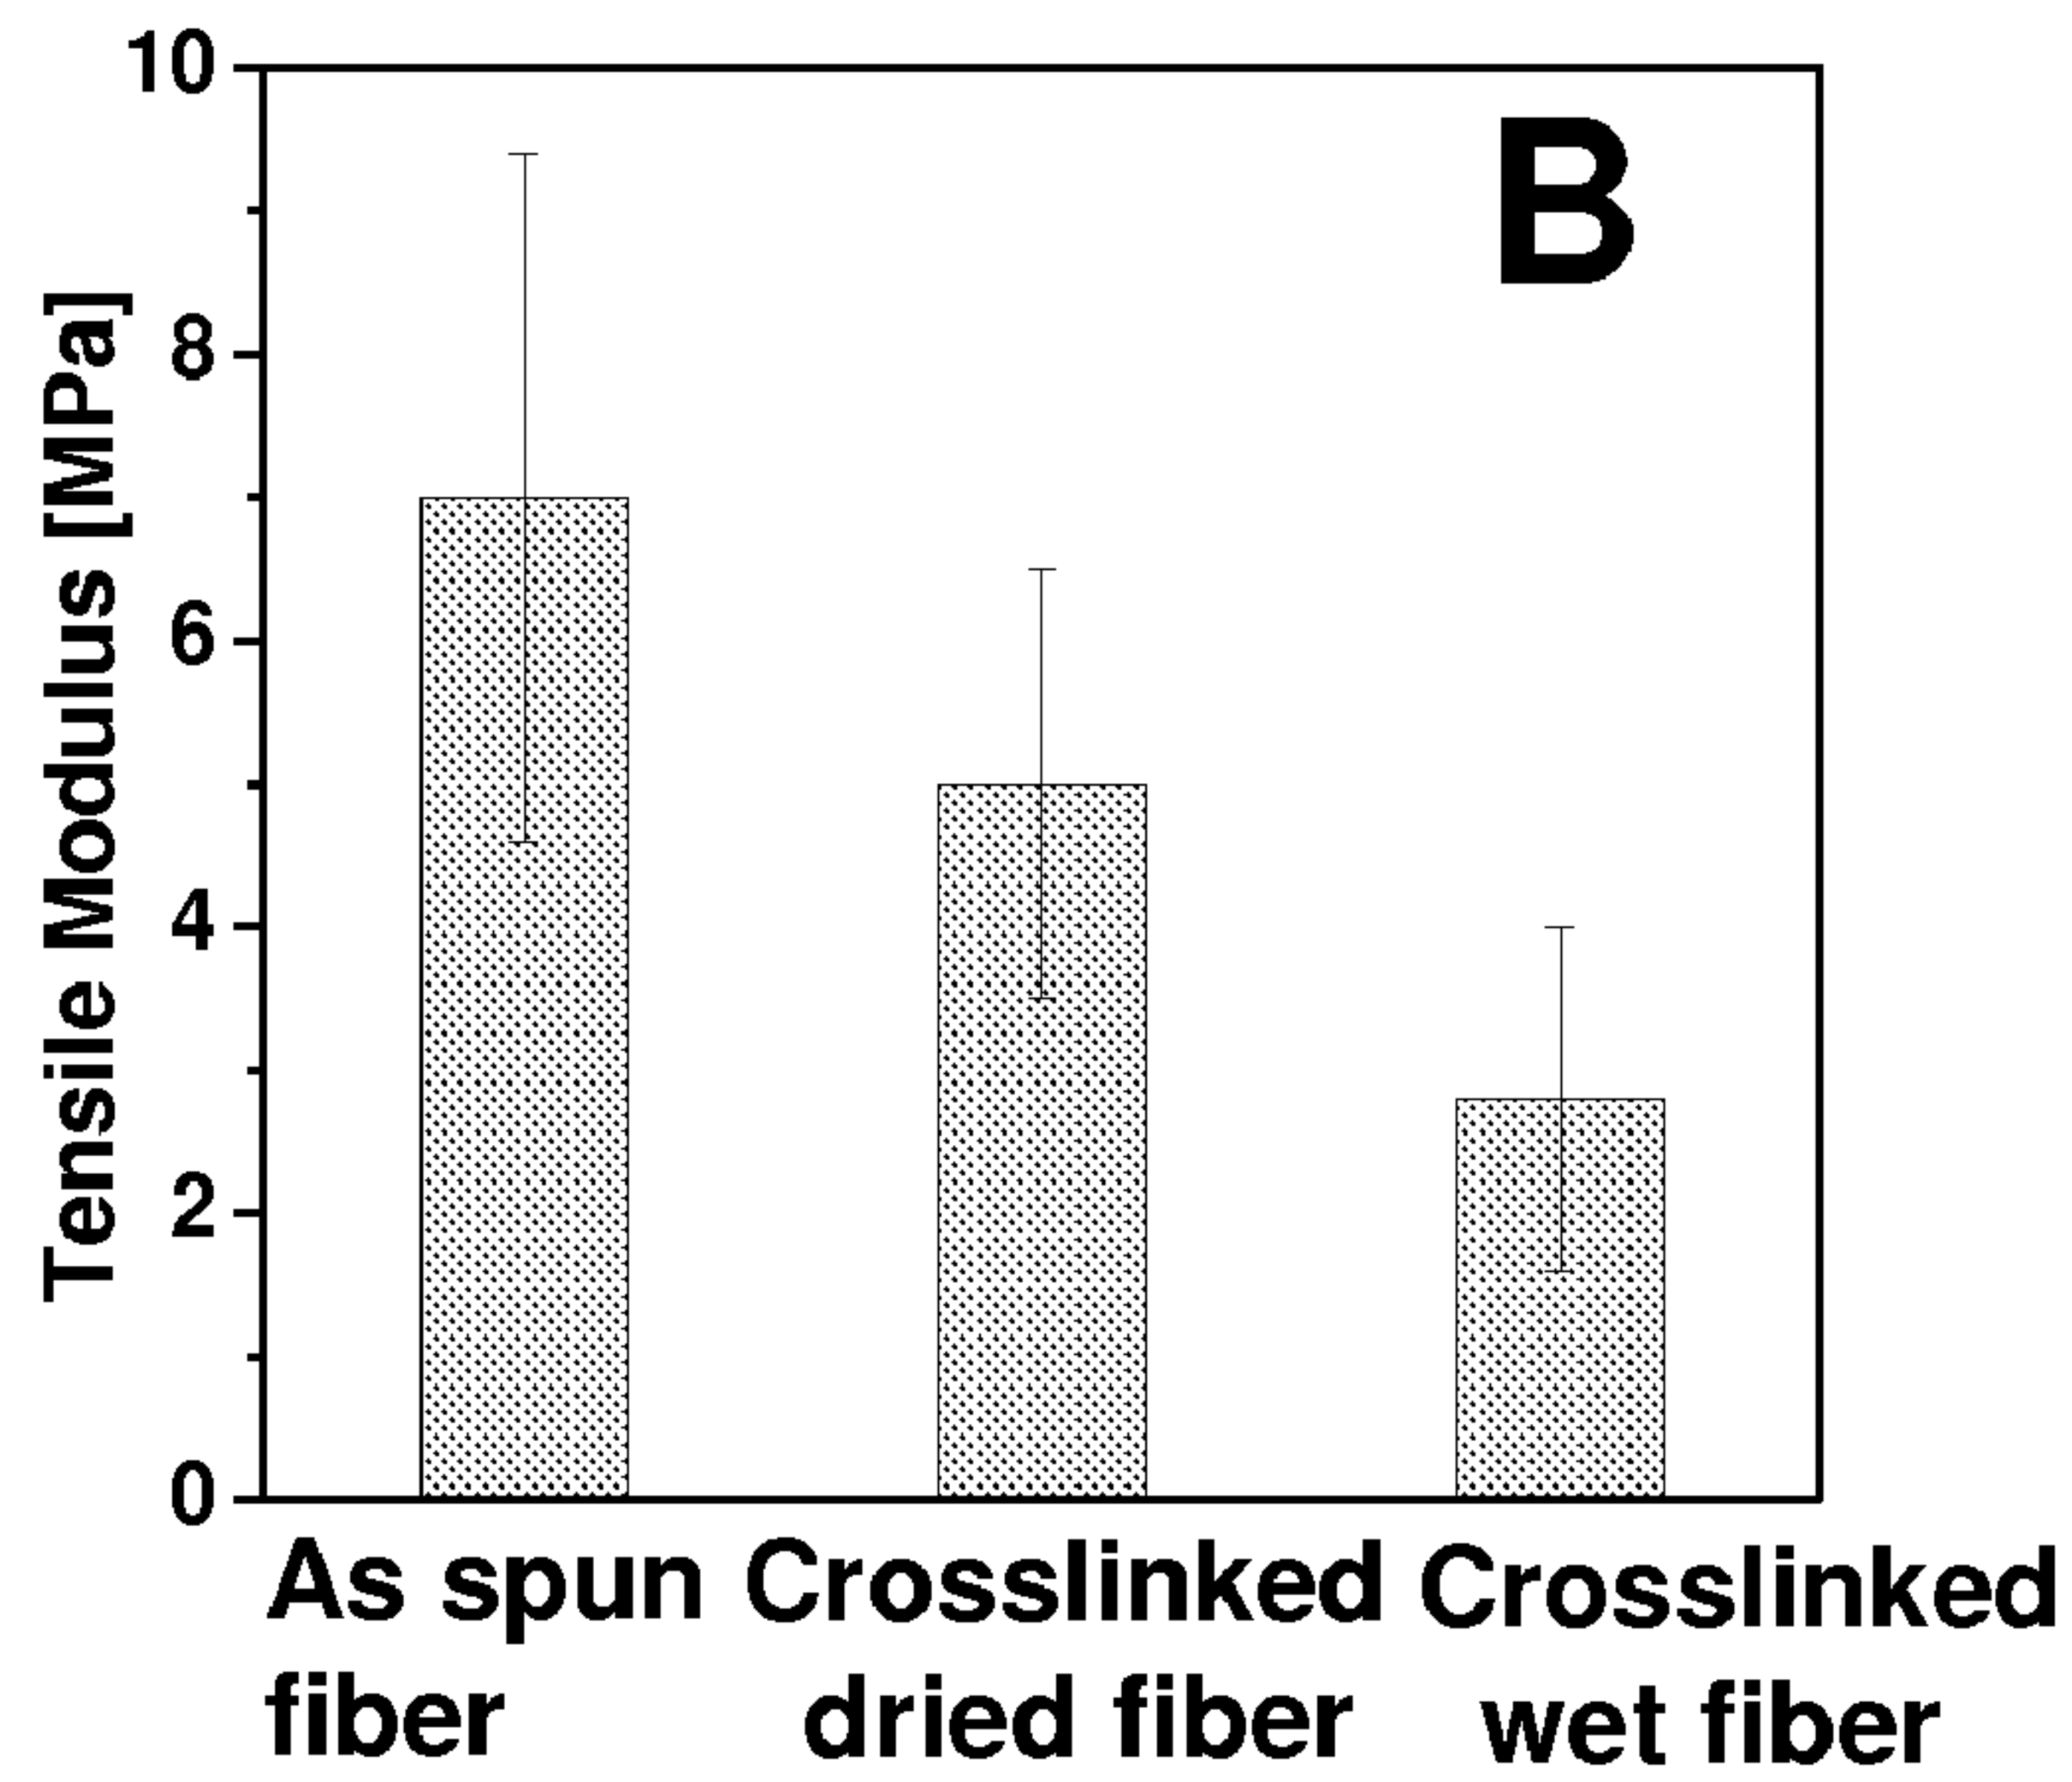 10
B
8
6
4
2
0
Tensile Modulus [MPa]
As spun
fiber
Crosslinked
dried fiber
Crosslinked
wet fiber